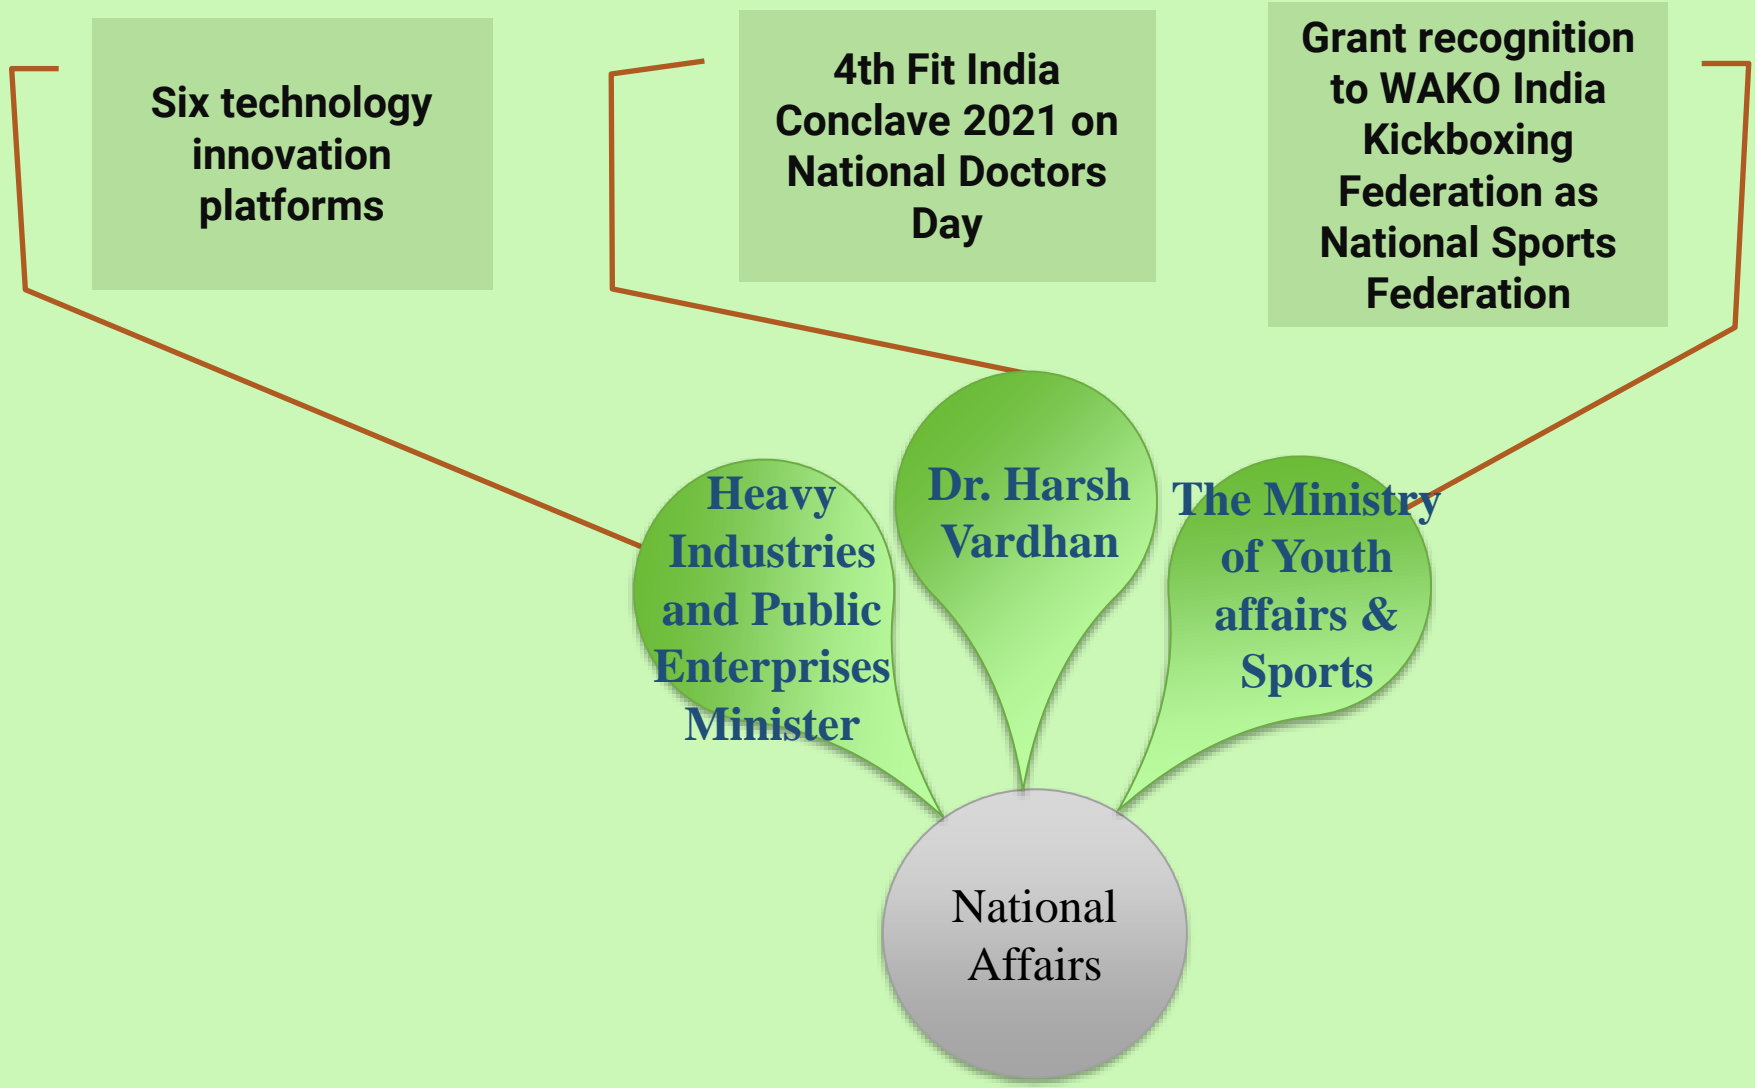 Six technology
innovation
platforms
4th Fit India
Conclave 2021 on
National Doctors
Day
Grant recognition
to WAKO India
Kickboxing
Federation as
National Sports
Federation
Heavy
Industries
and Public
Enterprises
Minister
Dr. Harsh
Vardhan
The Ministry
of Youth
affairs &
Sports
National
Affairs